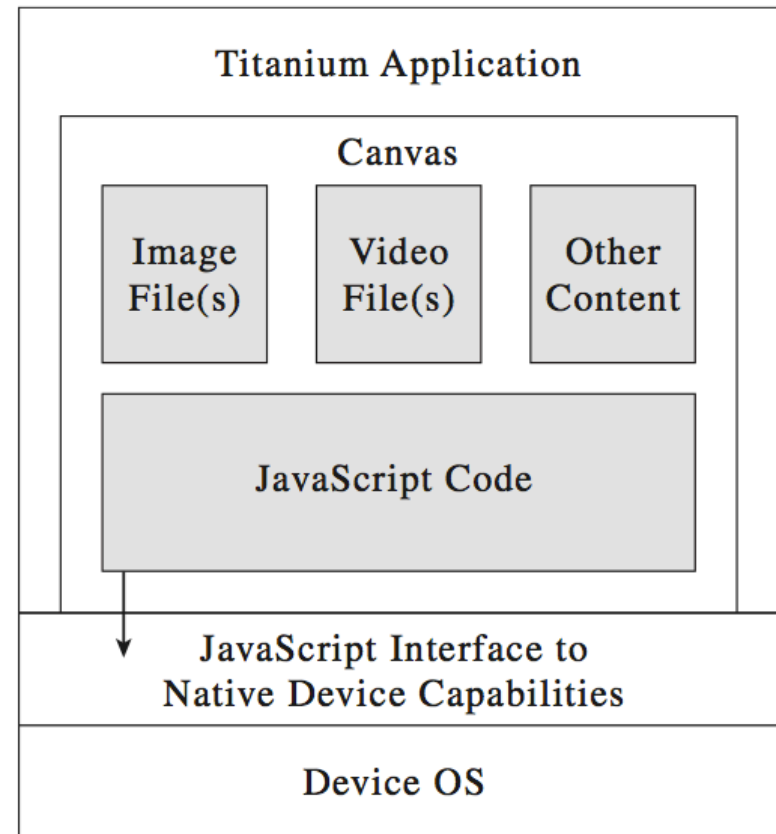 Titanium Application
Canvas
Image
File(s)
Video
File(s)
Other
Content
JavaScript Code
JavaScript Interface to
Native Device Capabilities
Device OS